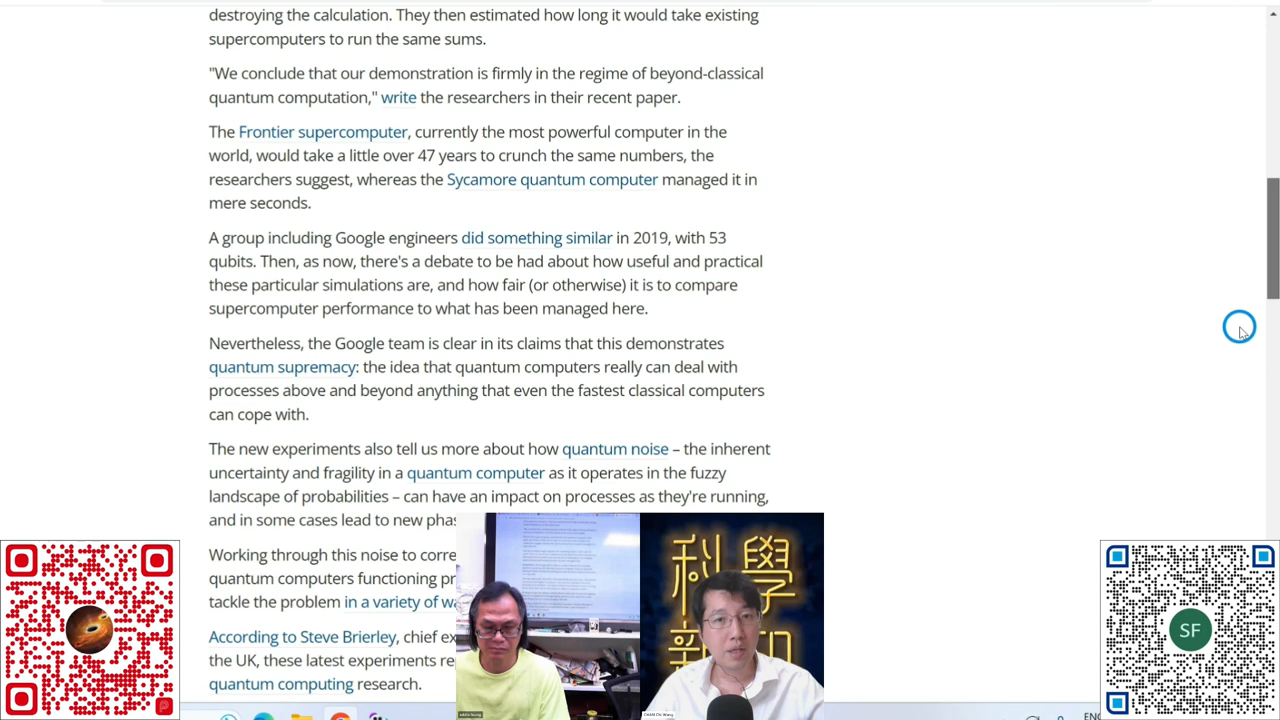 destroying the calculation. They then estimated how long it would take existing
supercomputers to run the same sums.
"We conclude that our demonstration is firmly in the regime of beyond-classical
quantum computation," write the researchers in their recent paper.
The Frontier supercomputer, currently the most powerful computer in the
world, would take a little over 47 years to crunch the same numbers, the
researchers suggest, whereas the Sycamore quantum computer managed it in
mere seconds.
A group including Google engineers did something similar in 2019, with 53
qubits. Then, as now, there's a debate to be had about how useful and practical
these particular simulations are, and how fair (or otherwise) it is to compare
supercomputer performance to what has been managed here.
Nevertheless, the Google team is clear in its claims that this demonstrates
quantum supremacy: the idea that quantum computers really can deal with
processes above and beyond anything that even the fastest classical computers
can cope with.
The new experiments also tell us more about how quantum noise – the inherent
uncertainty and fragility in a quantum computer as it operates in the fuzzy
landscape of probabilities – can have an impact on processes as they're running,
and in some cases lead to new phas
Working through this noise to corre
quantum computers functioning
tackle the problem in a variety of w
According to Steve Brierley, chief ex
the UK, these latest experiments re
quantum computing research.
科學
新知
SF
CHAN Chi Wang
ENG